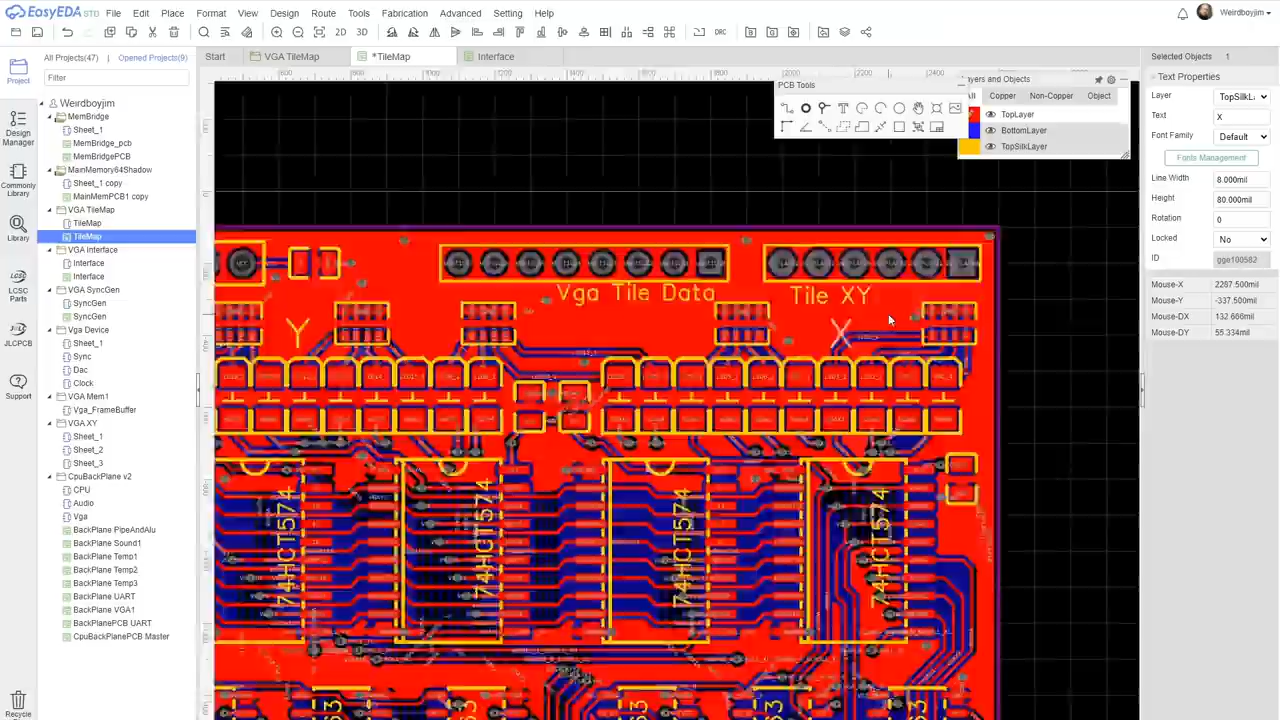 EasyEDA STD
File Edit Place Format View Design Route Tools Fabrication Advanced Setting Help
Weirdboyjim
2D 3D DRC
Project
Design Manager
Commonly Library
Library
LCSC Parts
JLCPCB
Support
Recycle
All Projects(47) Opened Projects(9)
Filter
Weirdboyjim
MemBridge
Sheet_1
MemBridge_pcb
MemBridgePCB
MainMemory64Shadow
Sheet_1 copy
MainMemPCB1 copy
VGA TileMap
TileMap
TileMap
VGA Interface
Interface
Interface
VGA SyncGen
SyncGen
SyncGen
Vga Device
Sheet_1
Sync
Dac
Clock
VGA Mem1
Vga_FrameBuffer
VGA XY
Sheet_1
Sheet_2
Sheet_3
CpuBackPlane v2
CPU
Audio
Vga
BackPlane PipeAndAlu
BackPlane Sound1
BackPlane Temp1
BackPlane Temp2
BackPlane Temp3
BackPlane UART
BackPlane VGA1
BackPlanePCB UART
CpuBackPlanePCB Master
Start VGA TileMap *TileMap Interface
PCB Tools
Layers and Objects
All Copper Non-Copper Object
TopLayer
BottomLayer
TopSilkLayer
Vga Tile Data
Tile XY
Y
X
74HCT574
74HCT574
74HCT574
74HCT574
Selected Objects 1
Text Properties
Layer TopSilkL
Text X
Font Family Default
Fonts Management
Line Width 8.000mil
Height 80.000mil
Rotation 0
Locked No
ID gge100582
Mouse-X 2287.500mil
Mouse-Y -337.500mil
Mouse-DX 132.666mil
Mouse-DY 55.334mil